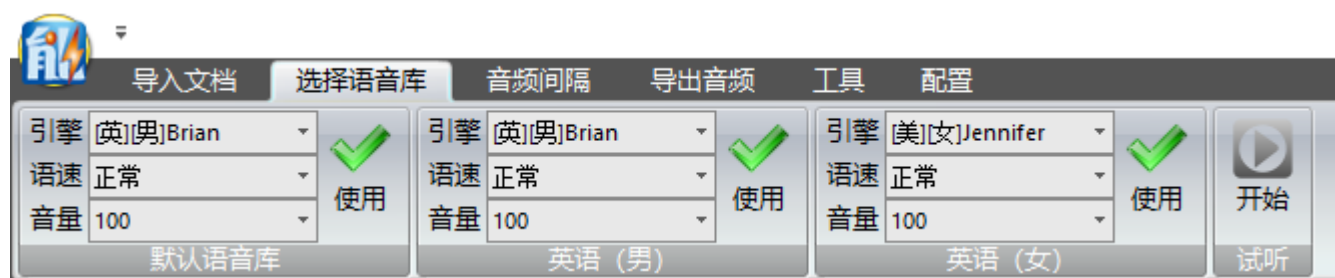 能
导入文档 选择语音库 音频间隔 导出音频 工具 配置
引擎 [英][男]Brian 引擎 [英][男]Brian 引擎 [美][女]Jennifer
语速 正常 语速 正常 语速 正常
使用 使用 使用 开始
音量 100 音量 100 音量 100
默认语音库 英语（男） 英语（女） 试听